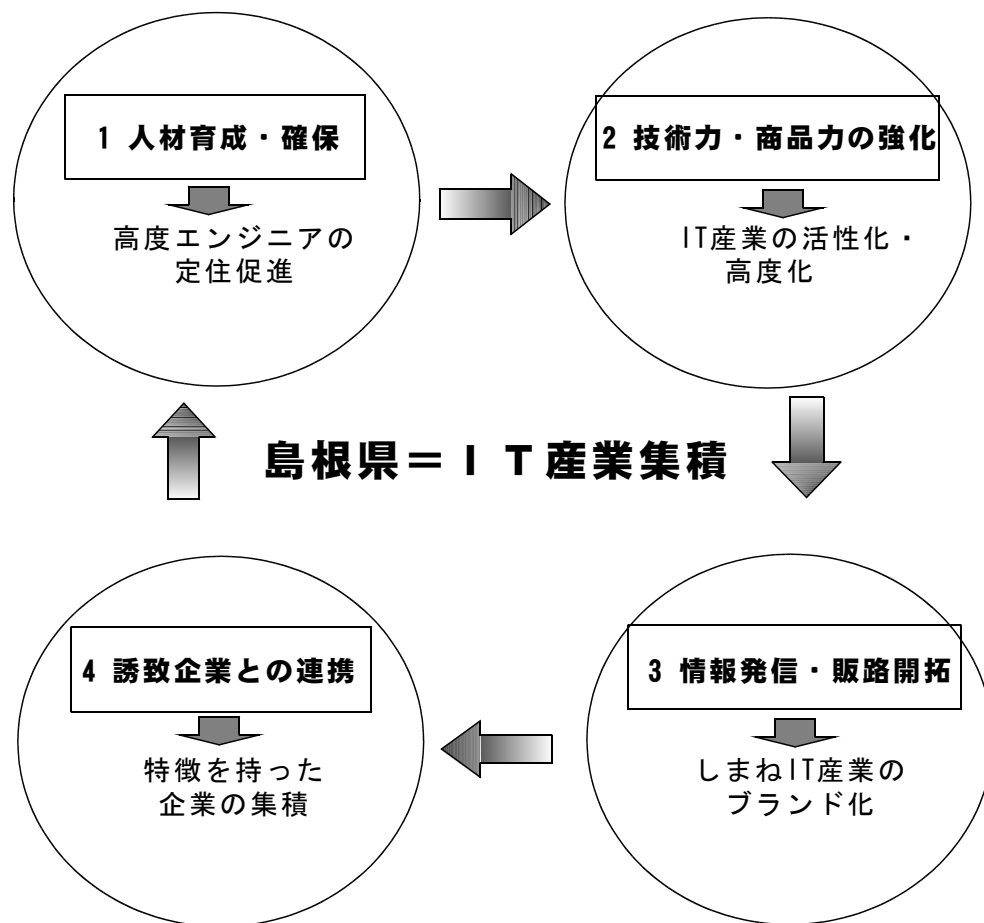 1 人材育成・確保
高度エンジニアの
定住促進
2 技術力・商品力の強化
IT産業の活性化・
高度化
島根県＝ＩＴ産業集積
4 誘致企業との連携
特徴を持った
企業の集積
3 情報発信・販路開拓
しまねIT産業の
ブランド化